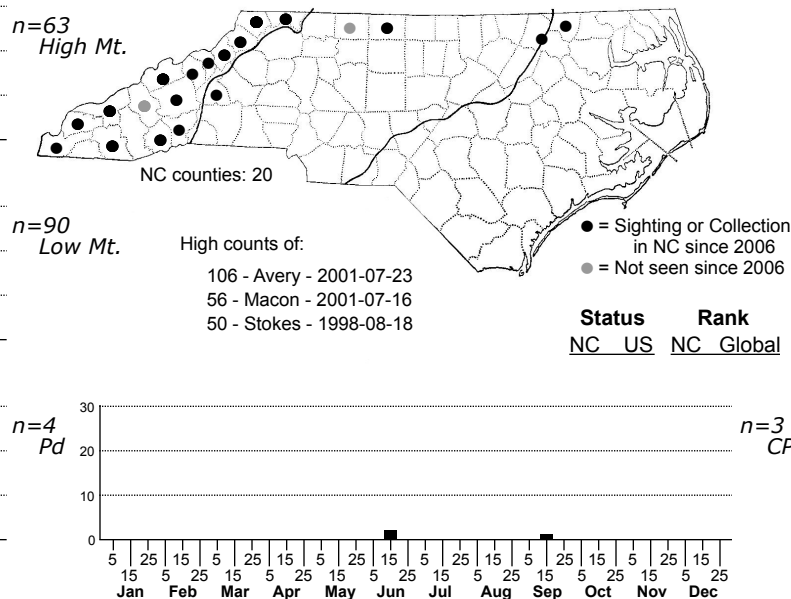 n=63
High Mt.
NC counties: 20
n=90
Low Mt.
High counts of:
106 - Avery - 2001-07-23
56 - Macon - 2001-07-16
50 - Stokes - 1998-08-18
= Sighting or Collection
in NC since 2006
= Not seen since 2006
Status Rank
NC US NC Global
n=4
Pd
30
20
10
0
n=3
CP
5 25 15 5 25 15 5 25 15 5 25 15 5 25 15 5 25 15
15 5 25 15 5 25 15 5 25 15 5 25 15 5 25 15 5 25
Jan Feb Mar Apr May Jun Jul Aug Sep Oct Nov Dec